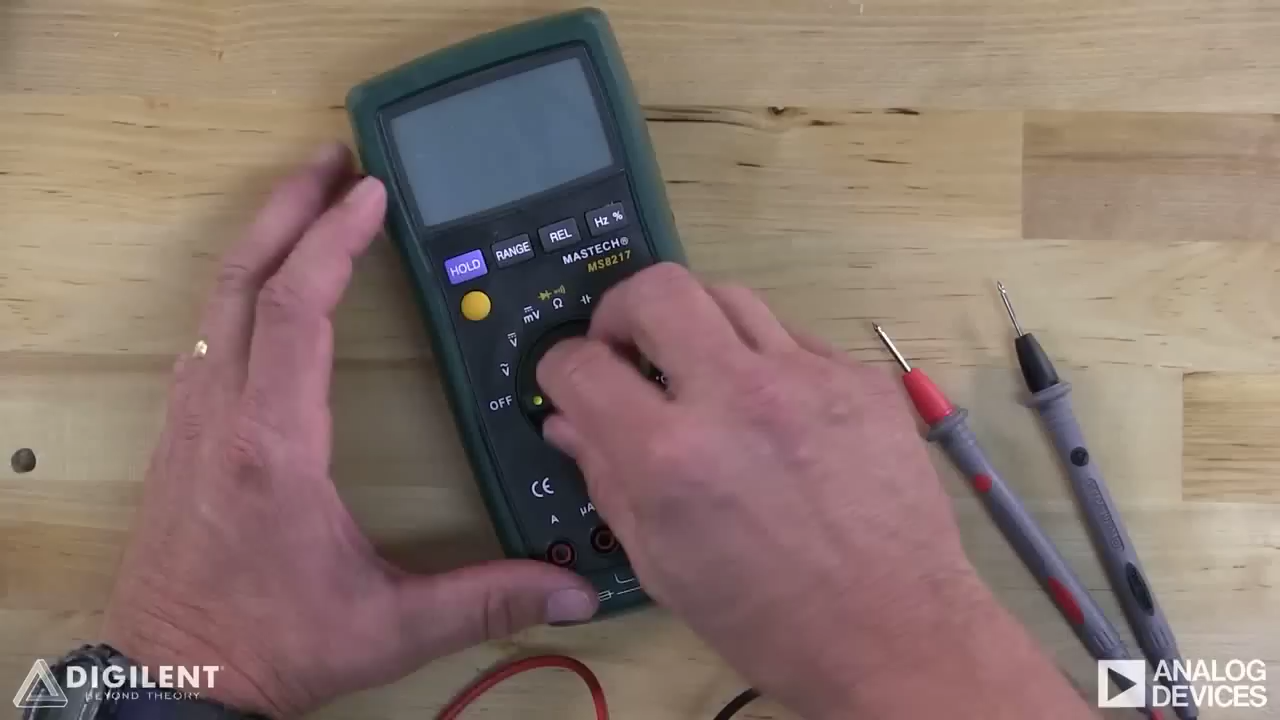 HOLD
RANGE
REL
Hz %
MASTECH®
MS8217
Ω
mV
V
V
OFF
CE
A
µA
DIGILENT
BEYOND THEORY
ANALOG
DEVICES